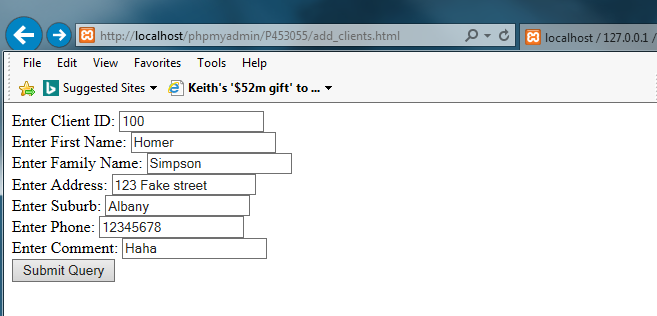 http://localhost/phpmyadmin/P453055/add_clients.html
localhost / 127.0.0.1 /
File Edit View Favorites Tools Help
Suggested Sites Keith's '$52m gift' to ...
Enter Client ID: 100
Enter First Name: Homer
Enter Family Name: Simpson
Enter Address: 123 Fake street
Enter Suburb: Albany
Enter Phone: 12345678
Enter Comment: Haha
Submit Query